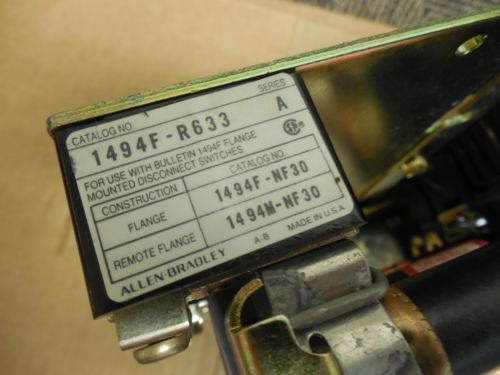 CATALOG NO. SERIES
1494F-R633 A
FOR USE WITH BULLETIN 1494F FLANGE
MOUNTED DISCONNECT SWITCHES
CONSTRUCTION CATALOG NO.
FLANGE 1494F-NF30
REMOTE FLANGE 1494M-NF30
ALLEN-BRADLEY A-B MADE IN U.S.A.